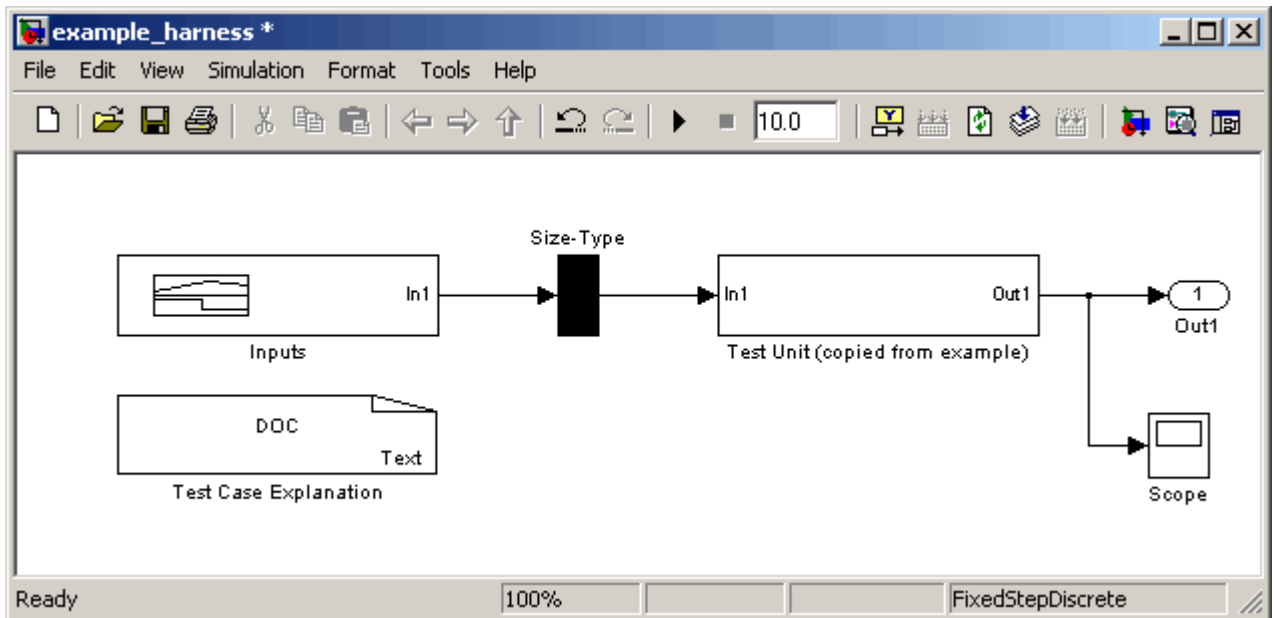 example_harness *
File Edit View Simulation Format Tools Help
10.0
Size-Type
In1
In1
Out1
1
Out1
Inputs
Test Unit (copied from example)
DOC
Text
Test Case Explanation
Scope
Ready 100% FixedStepDiscrete